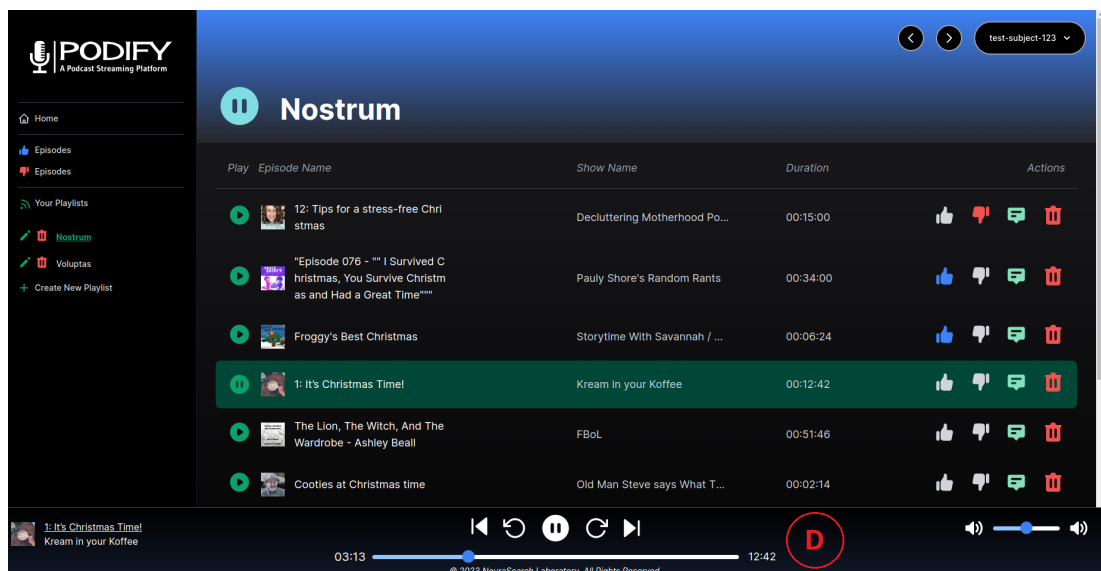 PODIFY
A Podcast Streaming Platform
test-subject-123
Home
Episodes
Episodes
Your Playlists
Nostrum
Voluptas
Create New Playlist
Nostrum
Play Episode Name Show Name Duration Actions
12: Tips for a stress-free Chri
stmas
Decluttering Motherhood Po...
00:15:00
"Episode 076 - "" I Survived C
hristmas, You Survive Christm
as and Had a Great Time"""
Pauly Shore's Random Rants
00:34:00
Froggy's Best Christmas
Storytime With Savannah / ...
00:06:24
1: It's Christmas Time!
Kream in your Koffee
00:12:42
The Lion, The Witch, And The
Wardrobe - Ashley Beall
FBoL
00:51:46
Cooties at Christmas time
Old Man Steve says What T...
00:02:14
1: It's Christmas Time!
Kream in your Koffee
03:13
12:42
D
© 2023 NeuraSearch Laboratory. All Rights Reserved.